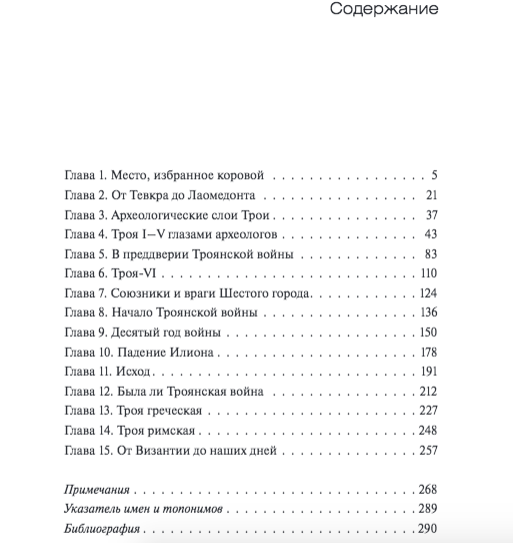 Содержание
Глава 1. Место, избранное коровой . . . . . . . . . . . . . . . . . 5
Глава 2. От Тевкра до Лаомедонта . . . . . . . . . . . . . . . . . 21
Глава 3. Археологические слои Трои . . . . . . . . . . . . . . . . 37
Глава 4. Троя I—V глазами археологов . . . . . . . . . . . . . . . 43
Глава 5. В преддверии Троянской войны . . . . . . . . . . . . . 83
Глава 6. Троя-VI . . . . . . . . . . . . . . . . . . . . . . . . . . . . 110
Глава 7. Союзники и враги Шестого города. . . . . . . . . . . . 124
Глава 8. Начало Троянской войны . . . . . . . . . . . . . . . . . 136
Глава 9. Десятый год войны . . . . . . . . . . . . . . . . . . . . . 150
Глава 10. Падение Илиона . . . . . . . . . . . . . . . . . . . . . . 178
Глава 11. Исход. . . . . . . . . . . . . . . . . . . . . . . . . . . . . 191
Глава 12. Была ли Троянская война . . . . . . . . . . . . . . . . 212
Глава 13. Троя греческая . . . . . . . . . . . . . . . . . . . . . . . 227
Глава 14. Троя римская . . . . . . . . . . . . . . . . . . . . . . . . 248
Глава 15. От Византии до наших дней . . . . . . . . . . . . . . . 257
Примечания . . . . . . . . . . . . . . . . . . . . . . . . . . . . . . . 268
Указатель имен и топонимов . . . . . . . . . . . . . . . . . . . . . 289
Библиография . . . . . . . . . . . . . . . . . . . . . . . . . . . . . . 290